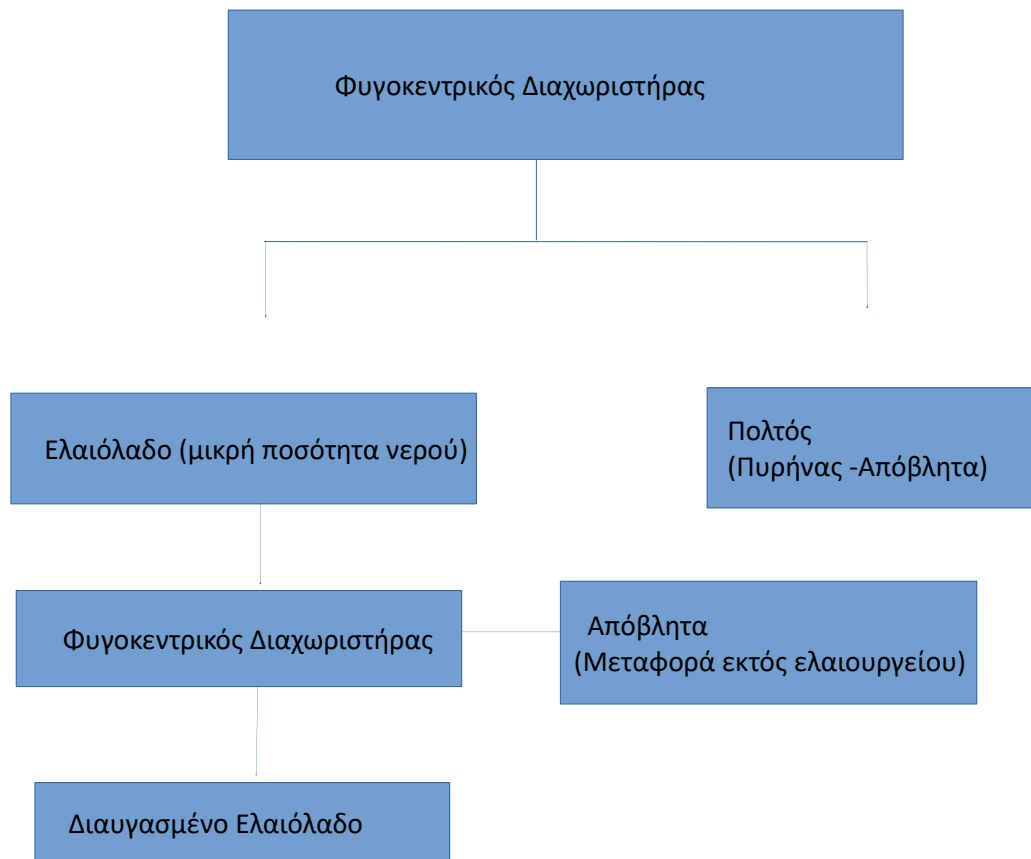 Φυγοκεντρικός Διαχωριστήρας
Ελαιόλαδο (μικρή ποσότητα νερού)
Πολτός
(Πυρήνας -Απόβλητα)
Φυγοκεντρικός Διαχωριστήρας
Απόβλητα
(Μεταφορά εκτός ελαιουργείου)
Διαυγασμένο Ελαιόλαδο